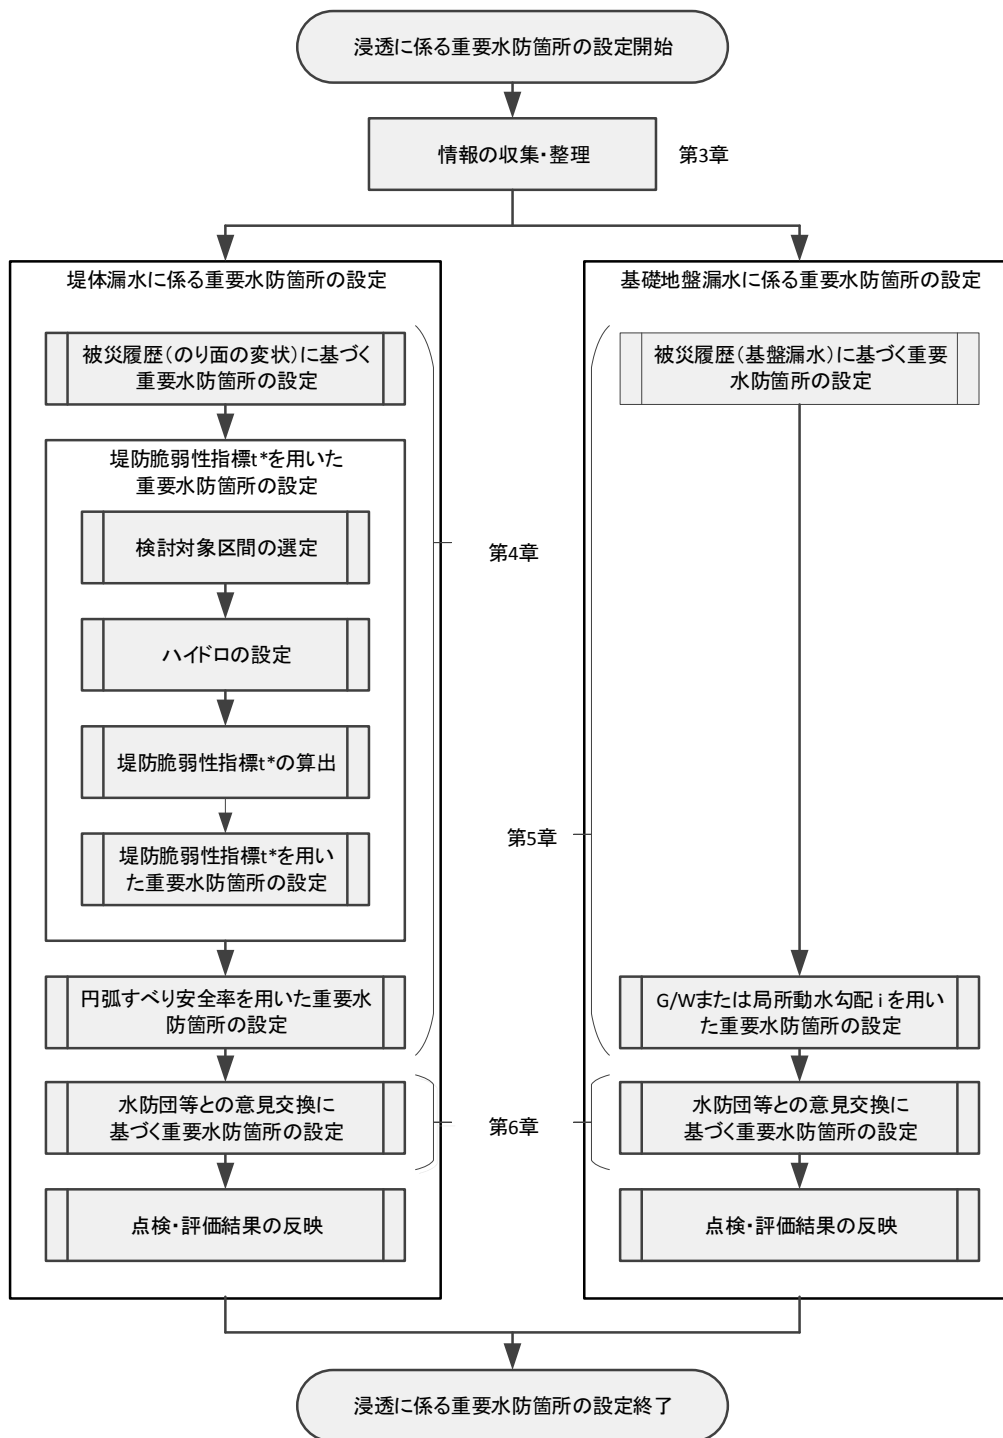 浸透に係る重要水防箇所の設定開始
情報の収集・整理
第3章
堤体漏水に係る重要水防箇所の設定
被災履歴(のり面の変状)に基づく
重要水防箇所の設定
堤防脆弱性指標t*を用いた
重要水防箇所の設定
検討対象区間の選定
ハイドロの設定
堤防脆弱性指標t*の算出
堤防脆弱性指標t*を用い
た重要水防箇所の設定
円弧すべり安全率を用いた重要水
防箇所の設定
第4章
水防団等との意見交換に
基づく重要水防箇所の設定
点検・評価結果の反映
基礎地盤漏水に係る重要水防箇所の設定
被災履歴(基盤漏水)に基づく重要
水防箇所の設定
第5章
G/Wまたは局所動水勾配 i を用い
た重要水防箇所の設定
第6章
水防団等との意見交換に
基づく重要水防箇所の設定
点検・評価結果の反映
浸透に係る重要水防箇所の設定終了